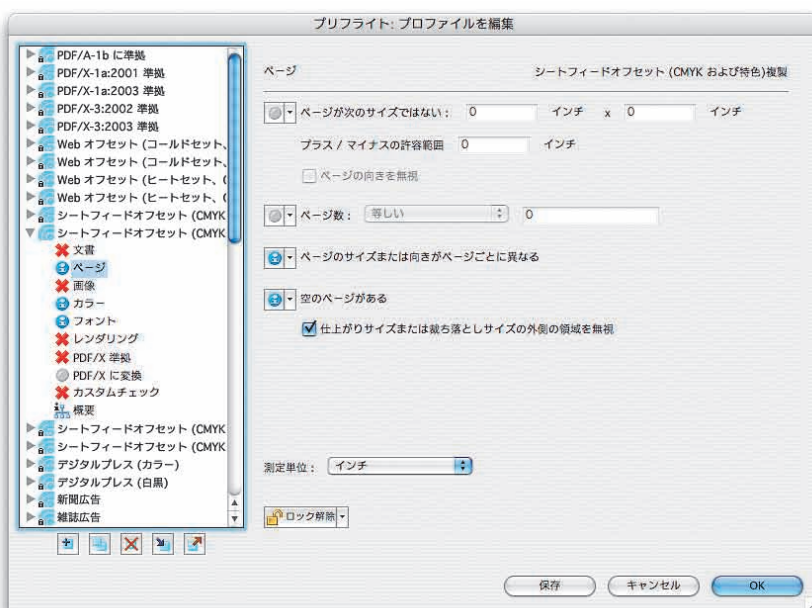 プリフライト: プロファイルを編集
PDF/A-1b に準拠
PDF/X-1a:2001 準拠
PDF/X-1a:2003 準拠
PDF/X-3:2002 準拠
PDF/X-3:2003 準拠
Web オフセット (コールドセット、
Web オフセット (コールドセット、
Web オフセット (ヒートセット、(
Web オフセット (ヒートセット、(
シートフィードオフセット (CMYK
シートフィードオフセット (CMYK
文書
ページ
画像
カラー
フォント
レンダリング
PDF/X 準拠
PDF/X に変換
カスタムチェック
概要
シートフィードオフセット (CMYK
シートフィードオフセット (CMYK
デジタルプレス (カラー)
デジタルプレス (白黒)
新聞広告
雑誌広告
ページ
シートフィードオフセット (CMYK および特色)複製
ページが次のサイズではない: 0 インチ x 0 インチ
プラス / マイナスの許容範囲 0 インチ
ページの向きを無視
ページ数: 等しい 0
ページのサイズまたは向きがページごとに異なる
空のページがある
仕上がりサイズまたは裁ち落としサイズの外側の領域を無視
測定単位: インチ
ロック解除
保存
キャンセル
OK